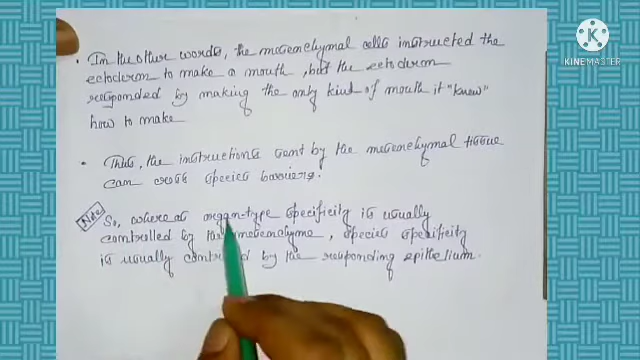 KINEMASTER
• In the other words, the mesenchymal cells instructed the
ectoderm to make a mouth, but the ectoderm
responded by making the only kind of mouth it "knew"
how to make
• Thus, the instructions sent by the mesenchymal tissue
can cross species barriers.
Note So, where as organ-type specificity is usually
controlled by the mesenchyme, species specificity
is usually controlled by the responding epithelium.